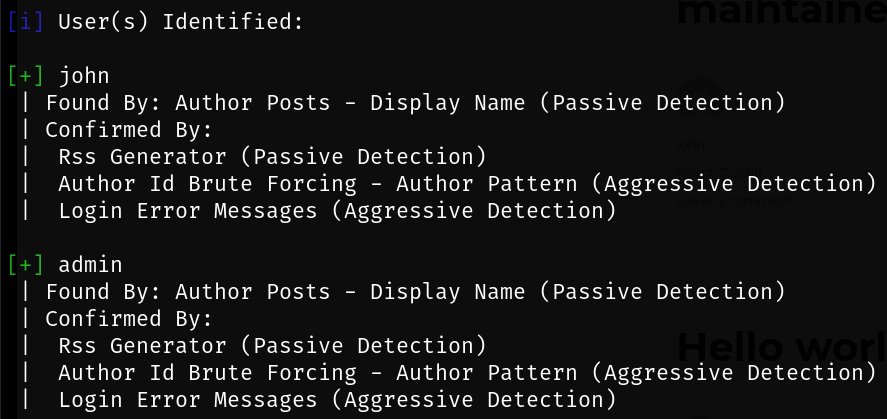 maintaine
[i] User(s) Identified:
[+] john
| Found By: Author Posts - Display Name (Passive Detection)
| Confirmed By:
|  Rss Generator (Passive Detection)
|  Author Id Brute Forcing - Author Pattern (Aggressive Detection)
|  Login Error Messages (Aggressive Detection)
john
Leave a comment
[+] admin
| Found By: Author Posts - Display Name (Passive Detection)
| Confirmed By:
|  Rss Generator (Passive Detection)
|  Author Id Brute Forcing - Author Pattern (Aggressive Detection)
|  Login Error Messages (Aggressive Detection)
Hello worl